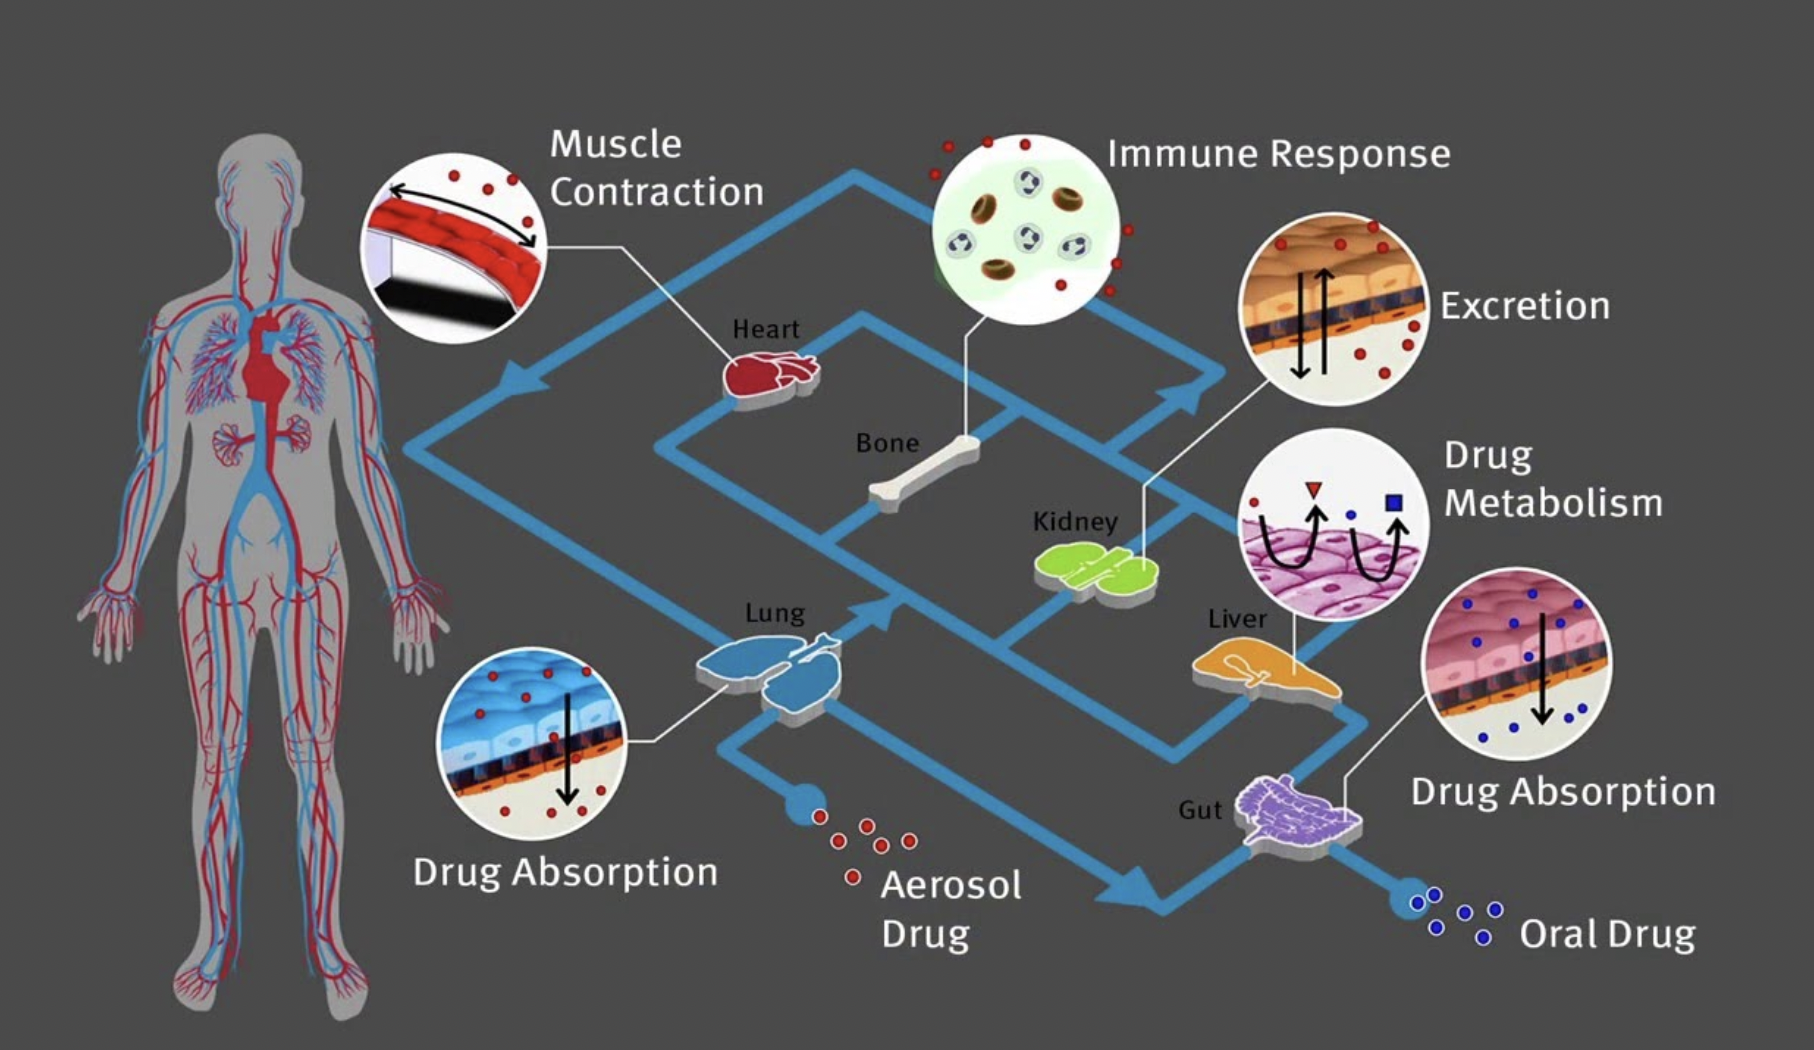 Muscle
Contraction
Immune Response
Excretion
Heart
Bone
Drug
Metabolism
Kidney
Lung
Liver
Drug Absorption
Gut
Drug Absorption
Aerosol
Drug
Oral Drug